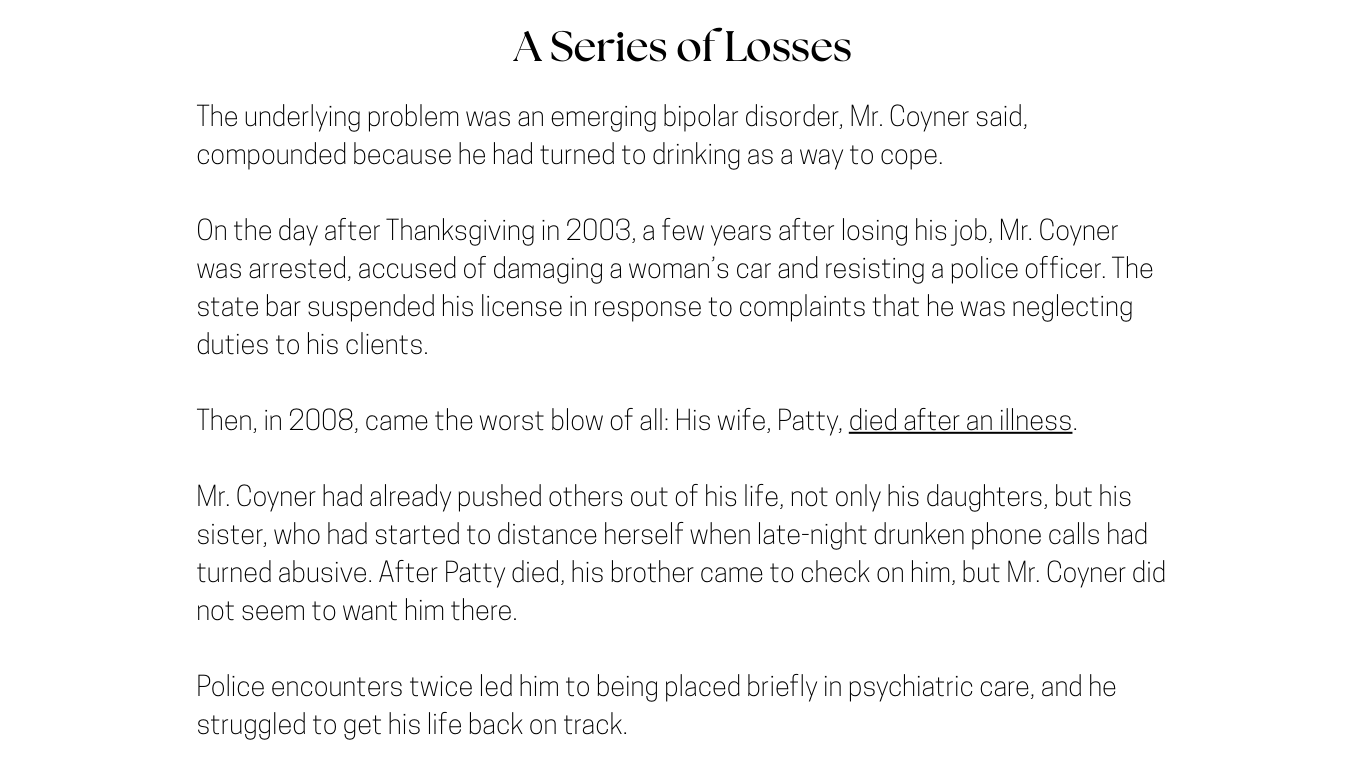 A Series of Losses
The underlying problem was an emerging bipolar disorder, Mr. Coyner said,
compounded because he had turned to drinking as a way to cope.
On the day after Thanksgiving in 2003, a few years after losing his job, Mr. Coyner
was arrested, accused of damaging a woman’s car and resisting a police officer. The
state bar suspended his license in response to complaints that he was neglecting
duties to his clients.
Then, in 2008, came the worst blow of all: His wife, Patty, died after an illness.
Mr. Coyner had already pushed others out of his life, not only his daughters, but his
sister, who had started to distance herself when late-night drunken phone calls had
turned abusive. After Patty died, his brother came to check on him, but Mr. Coyner did
not seem to want him there.
Police encounters twice led him to being placed briefly in psychiatric care, and he
struggled to get his life back on track.